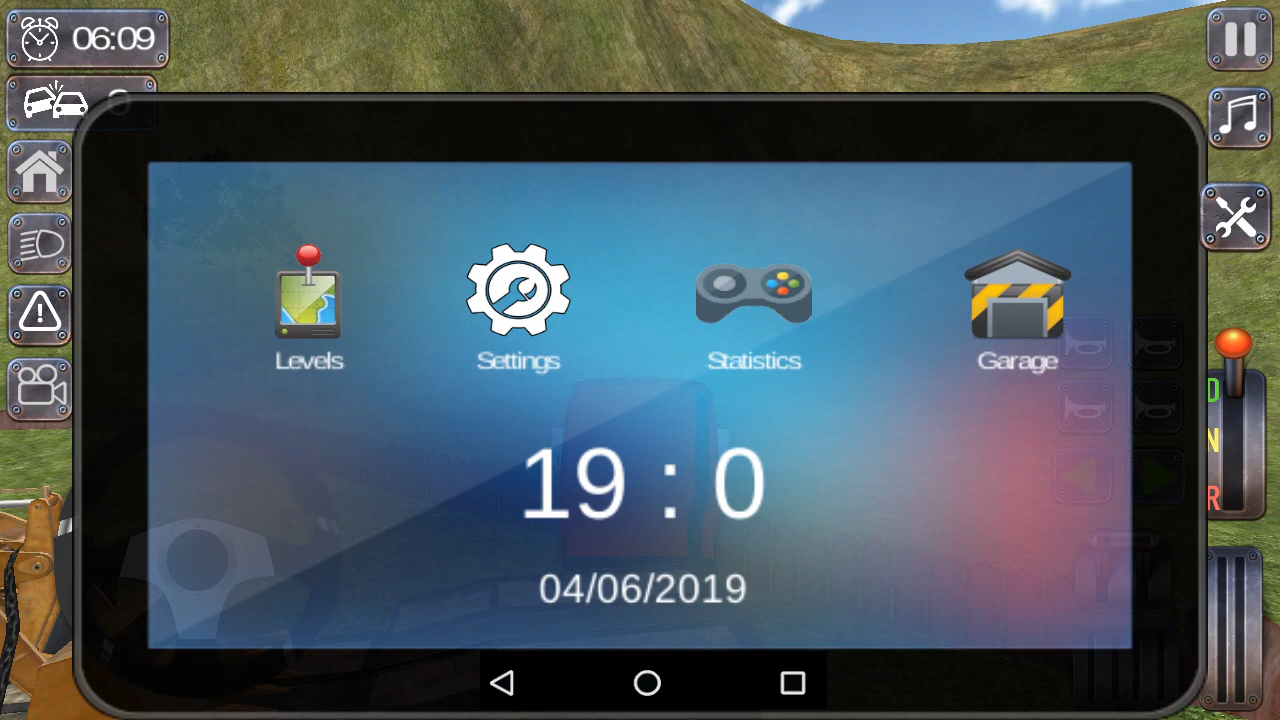 06:09
Levels
Settings
Statistics
Garage
D
N
R
19 : 0
04/06/2019